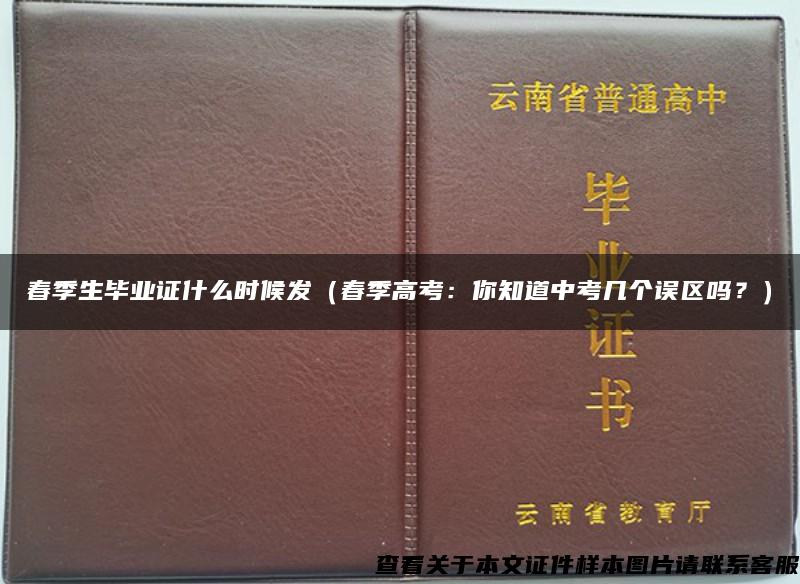 云南省普通高中
毕
业
春季生毕业证什么时候发（春季高考：你知道中考几个误区吗？）
证
书
云南省教育厅
查看关于本文证件样本图片请联系客服